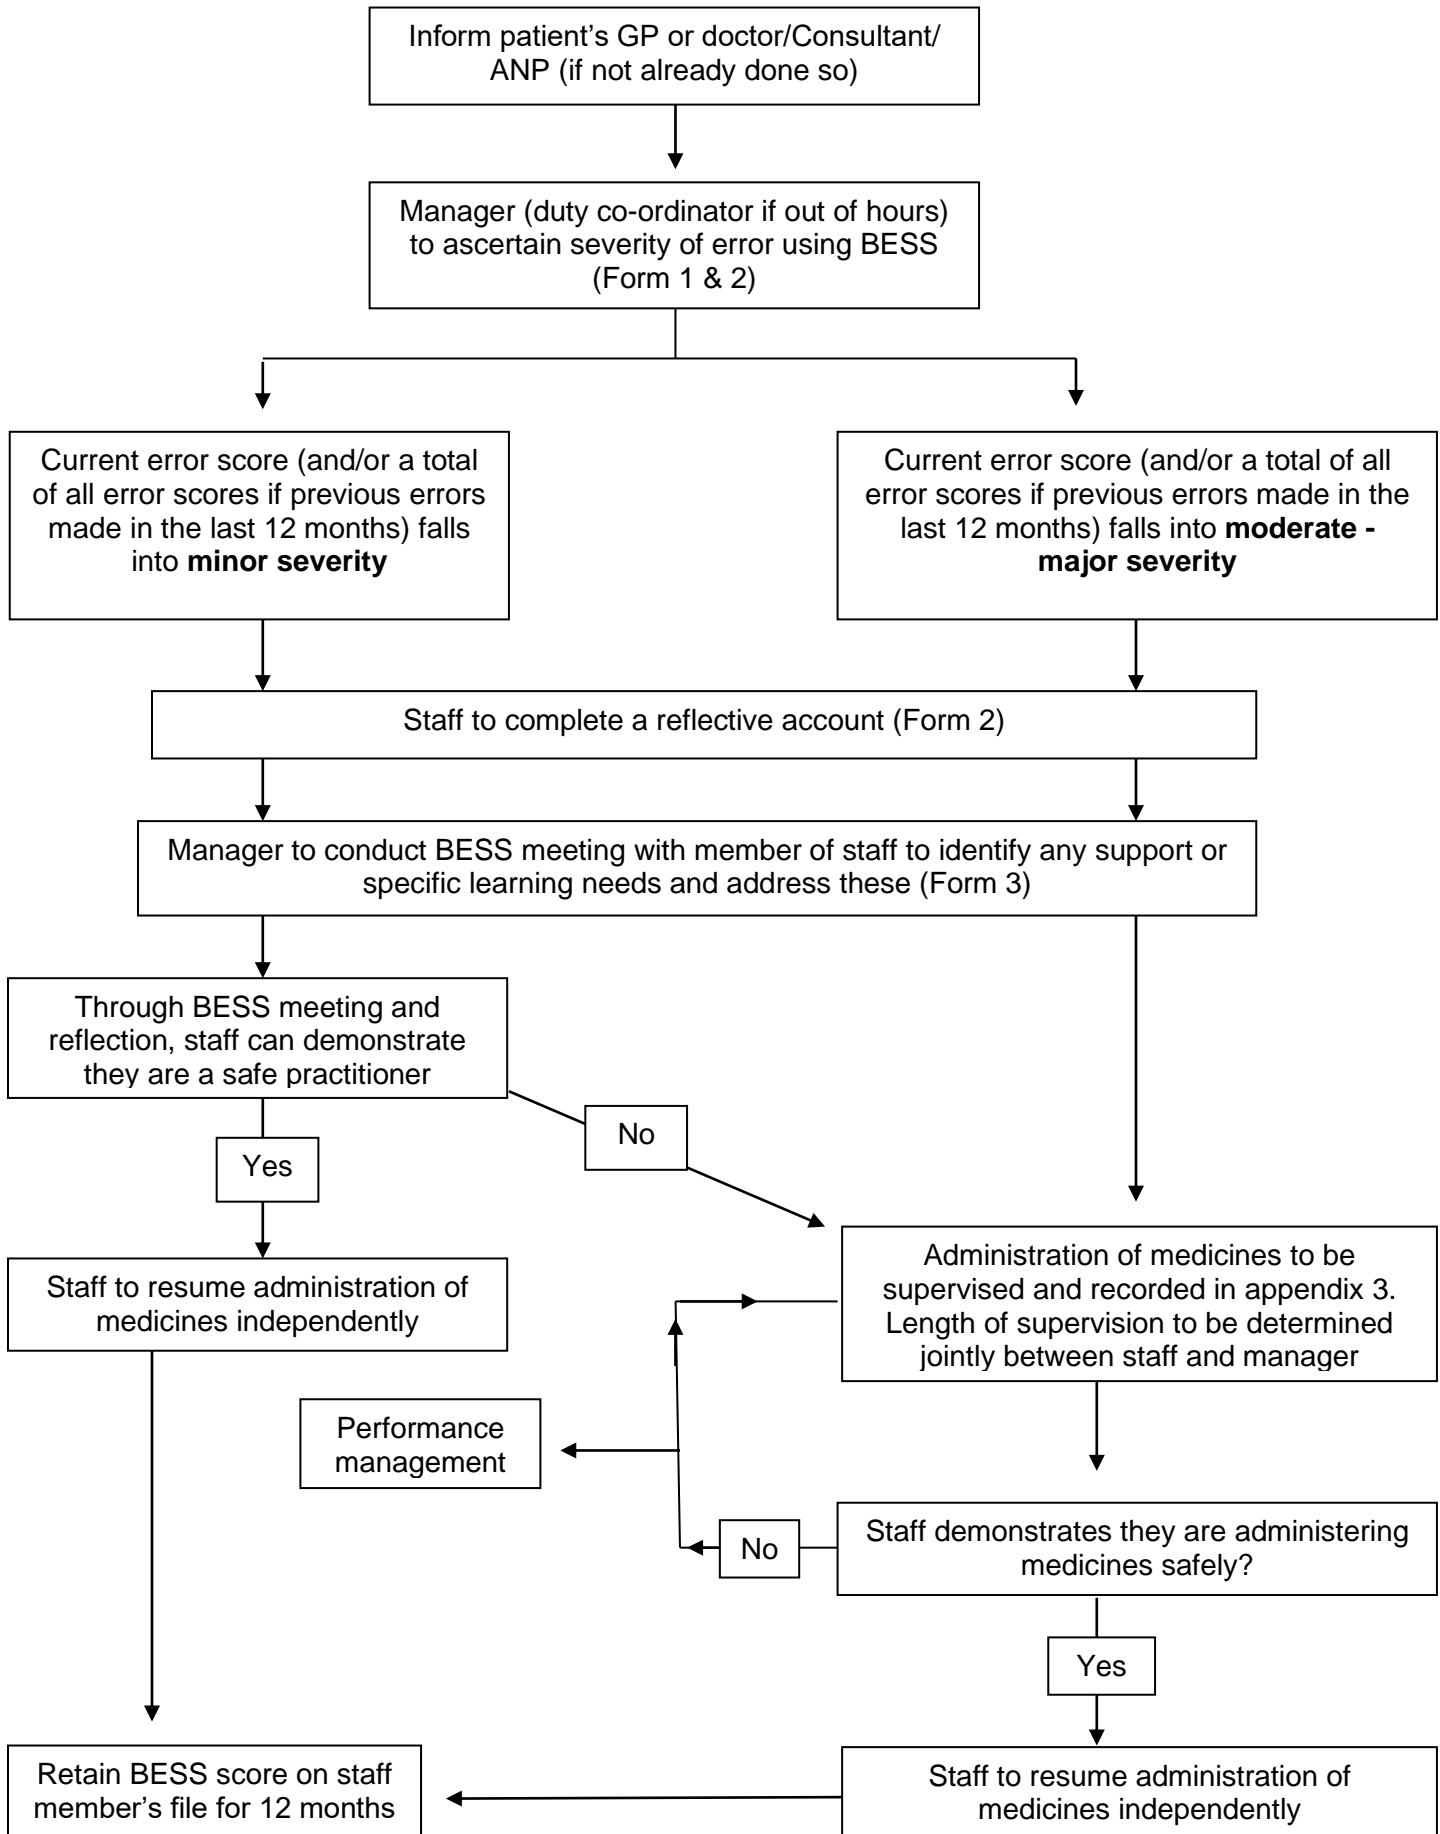 Inform patient’s GP or doctor/Consultant/
ANP (if not already done so)
Manager (duty co-ordinator if out of hours)
to ascertain severity of error using BESS
(Form 1 & 2)
Current error score (and/or a total
of all error scores if previous errors
made in the last 12 months) falls
into minor severity
Current error score (and/or a total of all
error scores if previous errors made in the
last 12 months) falls into moderate -
major severity
Staff to complete a reflective account (Form 2)
Manager to conduct BESS meeting with member of staff to identify any support or
specific learning needs and address these (Form 3)
Through BESS meeting and
reflection, staff can demonstrate
they are a safe practitioner
No
Yes
Staff to resume administration of
medicines independently
Administration of medicines to be
supervised and recorded in appendix 3.
Length of supervision to be determined
jointly between staff and manager
Performance
management
No
Staff demonstrates they are administering
medicines safely?
Yes
Retain BESS score on staff
member’s file for 12 months
Staff to resume administration of
medicines independently